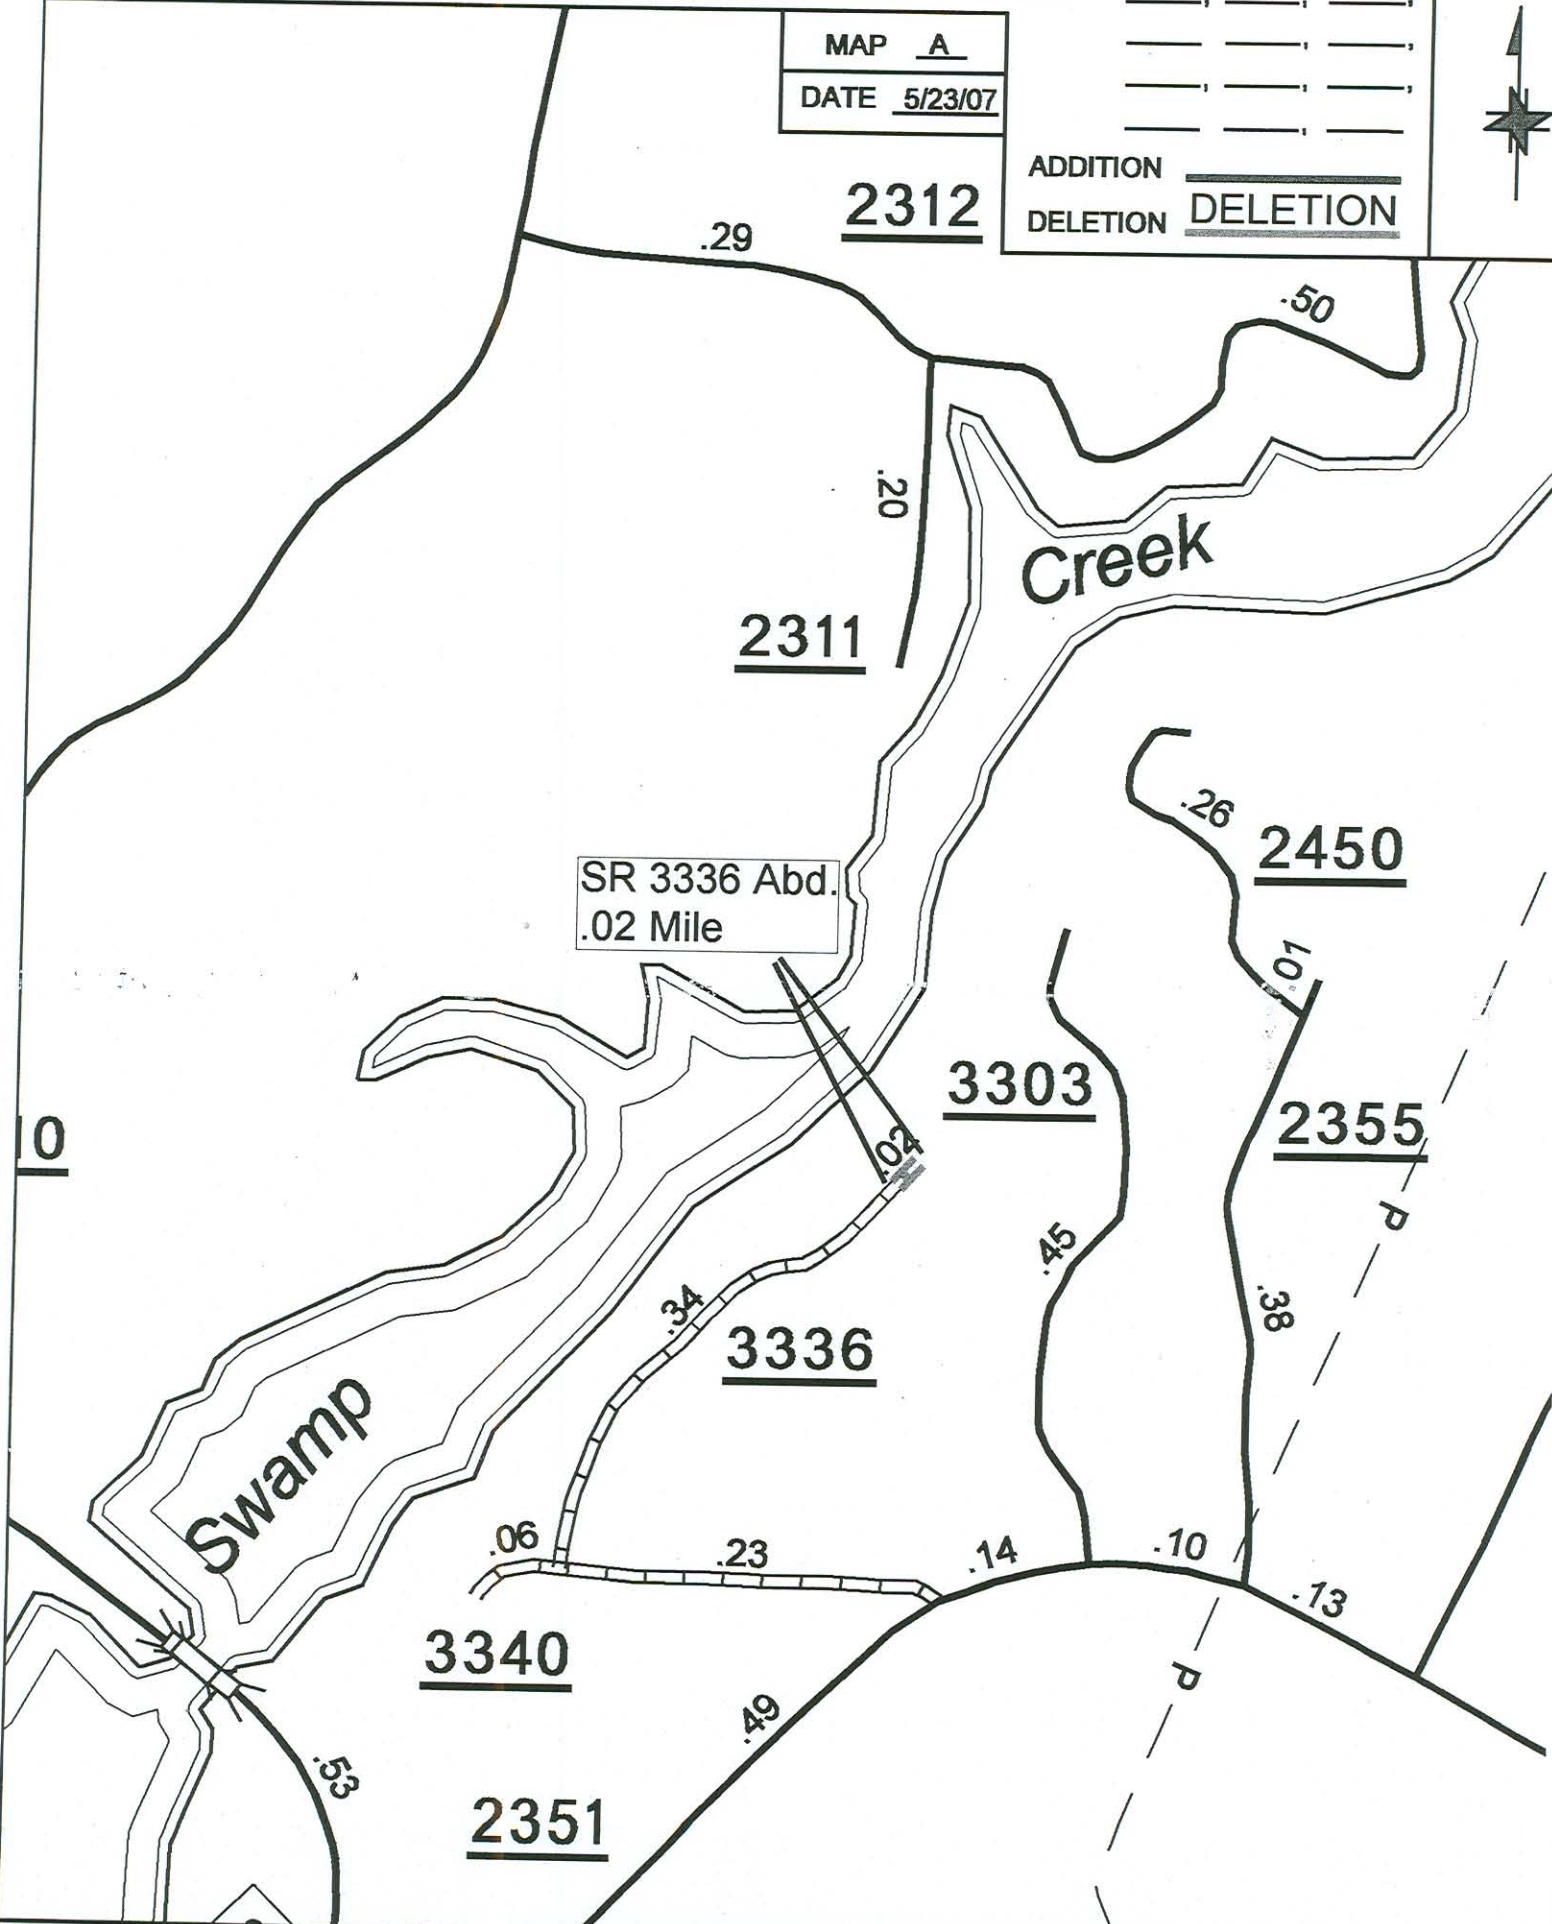 MAP A
DATE 5/23/07
ADDITION
DELETION DELETION
2312
.29
.50
.20
Creek
2311
.26
2450
SR 3336 Abd.
.02 Mile
.01
3303
2355
10
.02
P
.45
.38
.34
3336
Swamp
.06
.23
.14
.10
.13
3340
P
.49
.53
2351